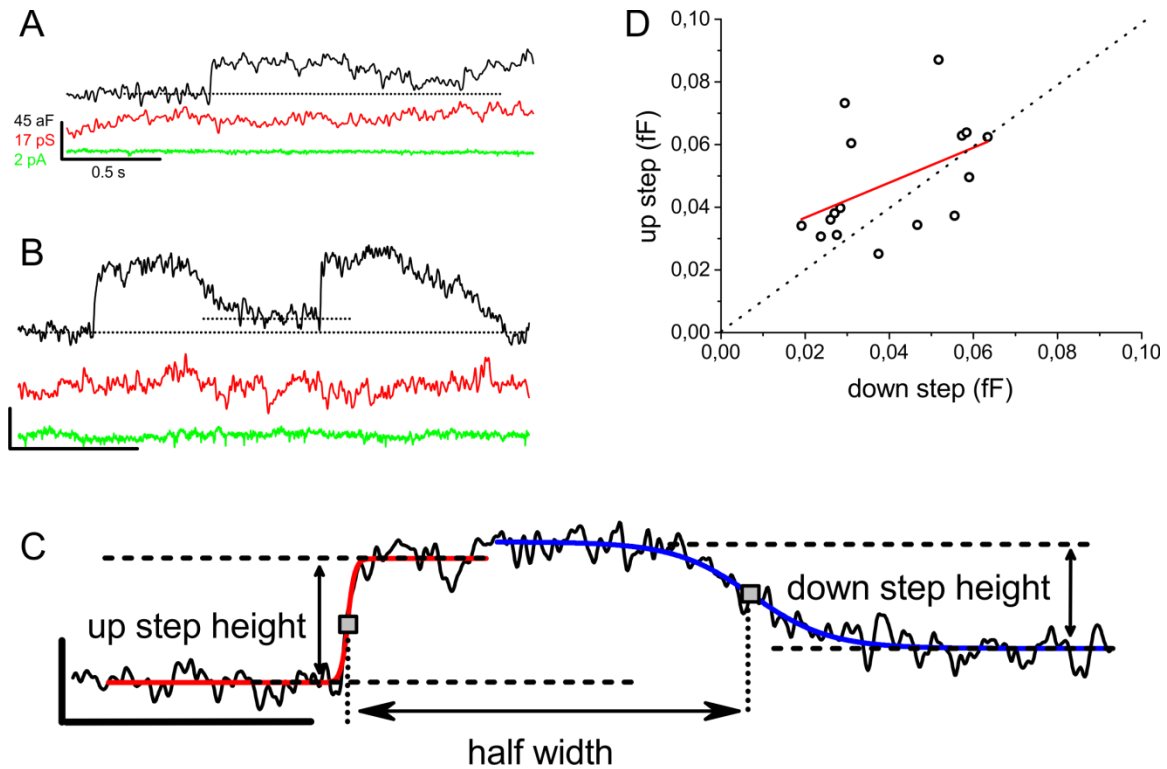 A
45 aF
17 pS
2 pA
0.5 s
B
C
up step height
down step height
half width
D
up step (fF)
0,10
0,08
0,06
0,04
0,02
0,00
0,00 0,02 0,04 0,06 0,08 0,10
down step (fF)